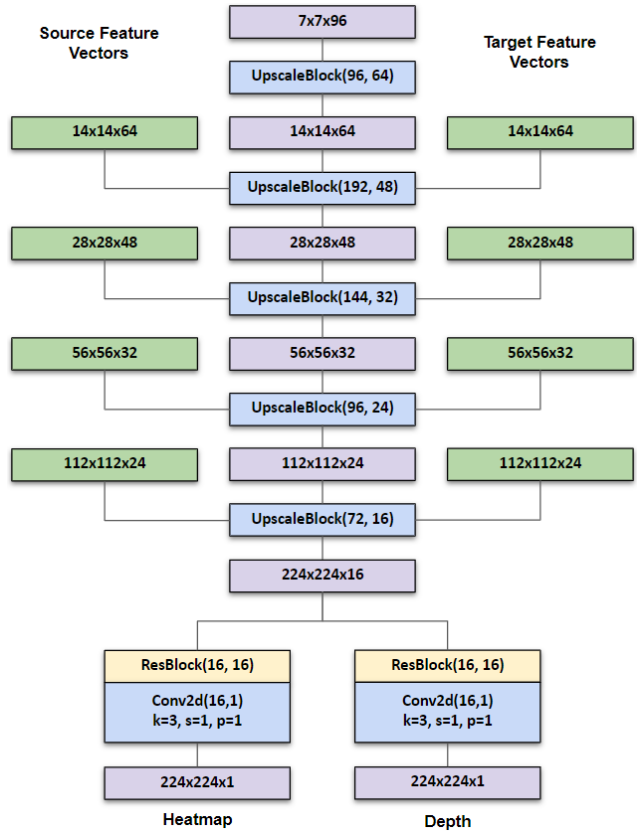 Source Feature
Vectors
7x7x96
Target Feature
Vectors
UpscaleBlock(96, 64)
14x14x64
14x14x64
14x14x64
UpscaleBlock(192, 48)
28x28x48
28x28x48
28x28x48
UpscaleBlock(144, 32)
56x56x32
56x56x32
56x56x32
UpscaleBlock(96, 24)
112x112x24
112x112x24
112x112x24
UpscaleBlock(72, 16)
224x224x16
ResBlock(16, 16)
Conv2d(16,1)
k=3, s=1, p=1
224x224x1
Heatmap
ResBlock(16, 16)
Conv2d(16,1)
k=3, s=1, p=1
224x224x1
Depth